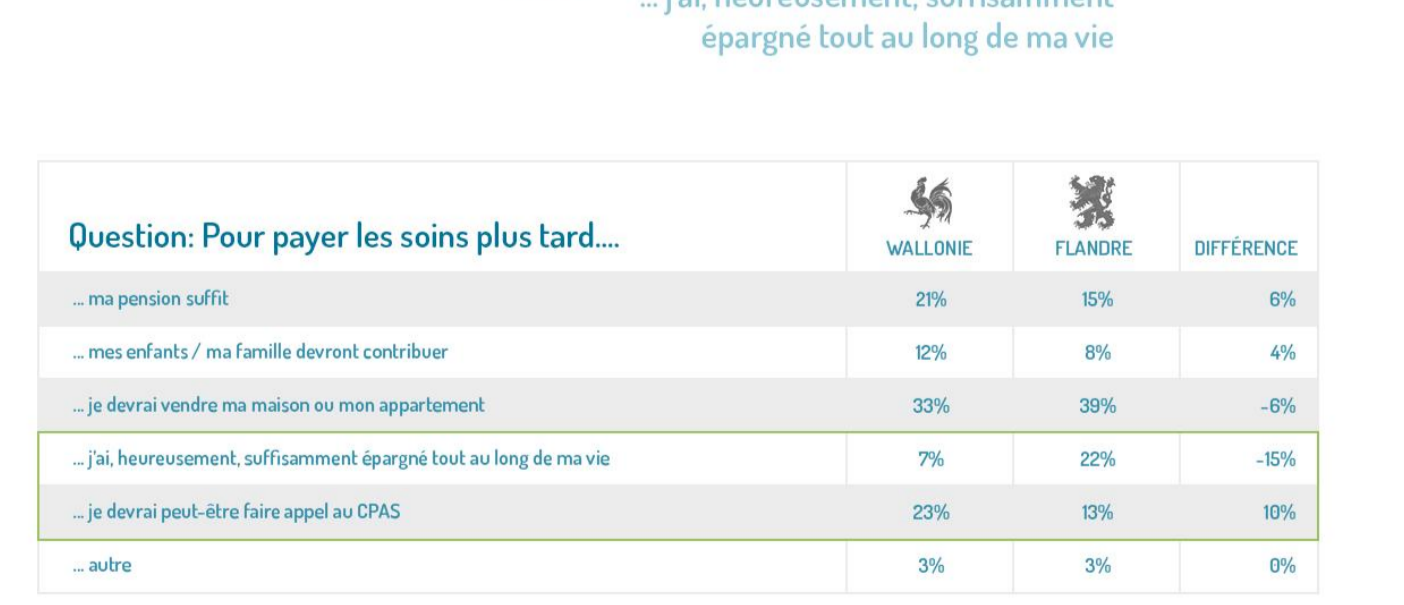 ... j'ai, heureusement, suffisamment
épargné tout au long de ma vie
Question: Pour payer les soins plus tard....
WALLONIE
FLANDRE
DIFFÉRENCE
... ma pension suffit 21% 15% 6%
... mes enfants / ma famille devront contribuer 12% 8% 4%
... je devrai vendre ma maison ou mon appartement 33% 39% -6%
... j'ai, heureusement, suffisamment épargné tout au long de ma vie 7% 22% -15%
... je devrai peut-être faire appel au CPAS 23% 13% 10%
... autre 3% 3% 0%